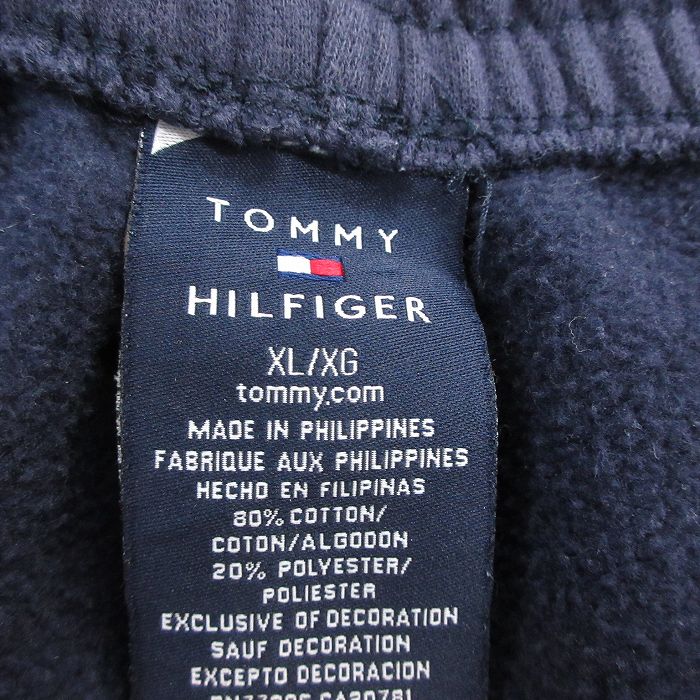 TOMMY
HILFIGER
XL/XG
tommy.com
MADE IN PHILIPPINES
FABRIQUE AUX PHILIPPINES
HECHO EN FILIPINAS
80% COTTON/
COTON/ALGODON
20% POLYESTER/
POLIESTER
EXCLUSIVE OF DECORATION
SAUF DECORATION
EXCEPTO DECORACION
CA20781